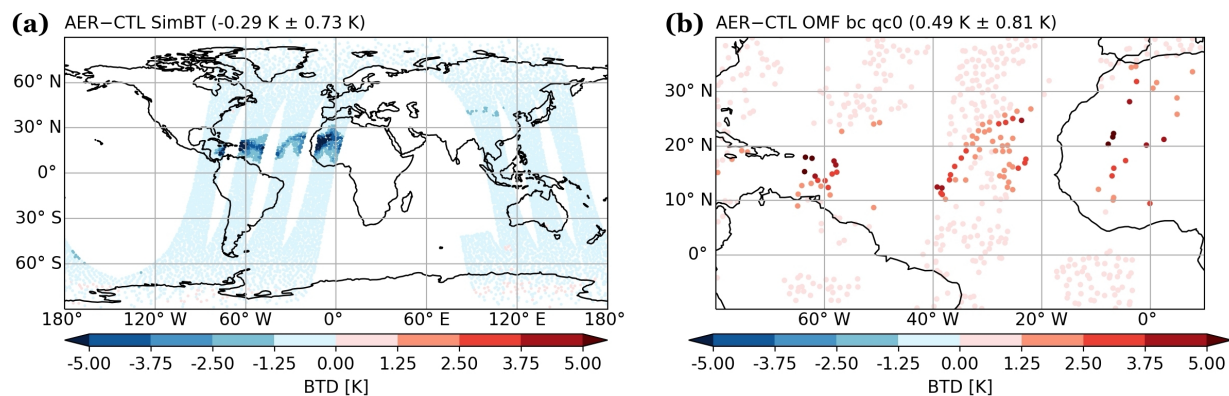 (a) AER−CTL SimBT (-0.29 K ± 0.73 K)
60° N
30° N
0°
30° S
60° S
180° 120° W 60° W 0° 60° E 120° E 180°
-5.00 -3.75 -2.50 -1.25 0.00 1.25 2.50 3.75 5.00
BTD [K]
(b) AER−CTL OMF bc qc0 (0.49 K ± 0.81 K)
30° N
20° N
10° N
0°
60° W 40° W 20° W 0°
-5.00 -3.75 -2.50 -1.25 0.00 1.25 2.50 3.75 5.00
BTD [K]